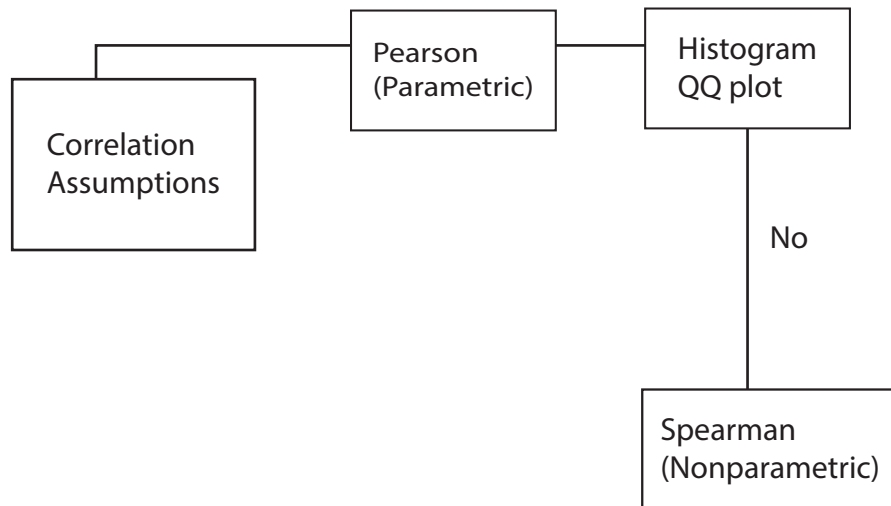 Correlation
Assumptions
Pearson
(Parametric)
Histogram
QQ plot
No
Spearman
(Nonparametric)